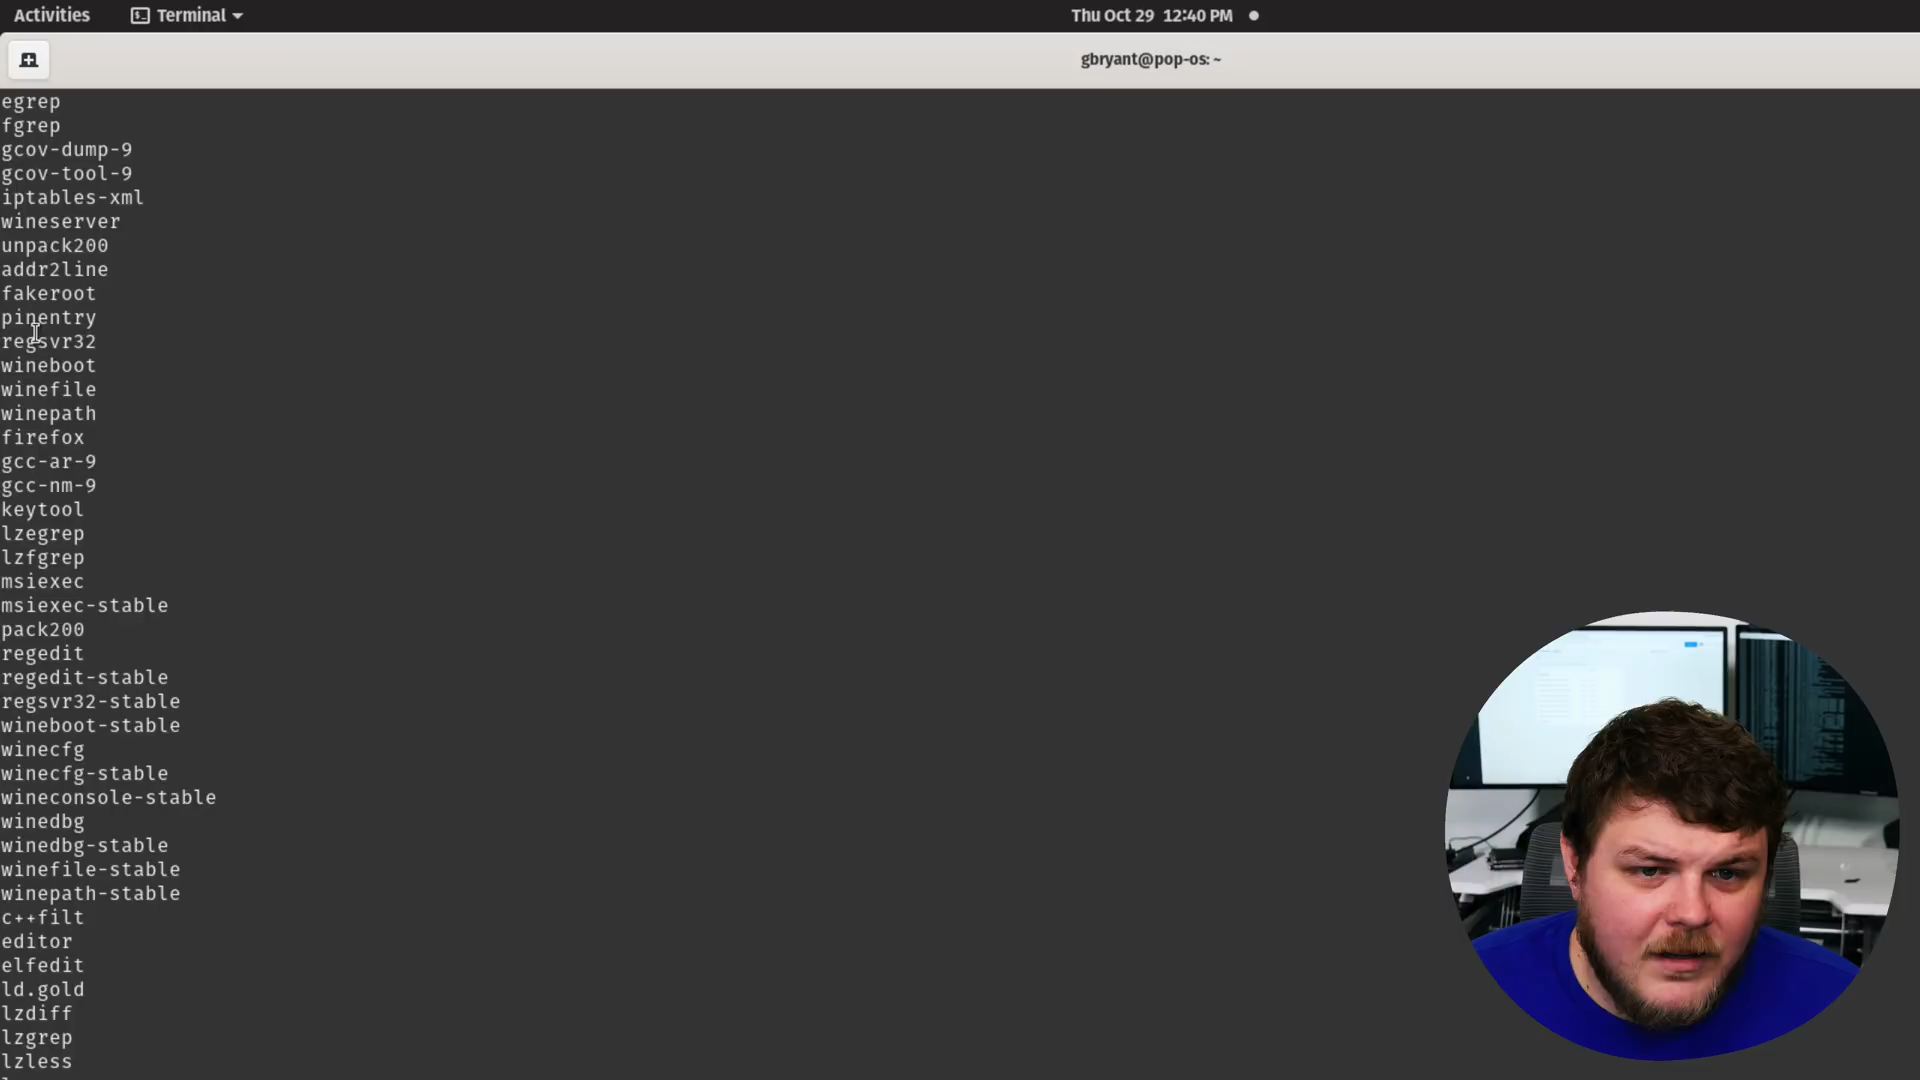 Activities
Terminal
Thu Oct 29 12:40 PM
gbryant@pop-os: ~
egrep
fgrep
gcov-dump-9
gcov-tool-9
iptables-xml
wineserver
unpack200
addr2line
fakeroot
pinentry
regsvr32
wineboot
winefile
winepath
firefox
gcc-ar-9
gcc-nm-9
keytool
lzegrep
lzfgrep
msiexec
msiexec-stable
pack200
regedit
regedit-stable
regsvr32-stable
wineboot-stable
winecfg
winecfg-stable
wineconsole-stable
winedbg
winedbg-stable
winefile-stable
winepath-stable
c++filt
editor
elfedit
ld.gold
lzdiff
lzgrep
lzless